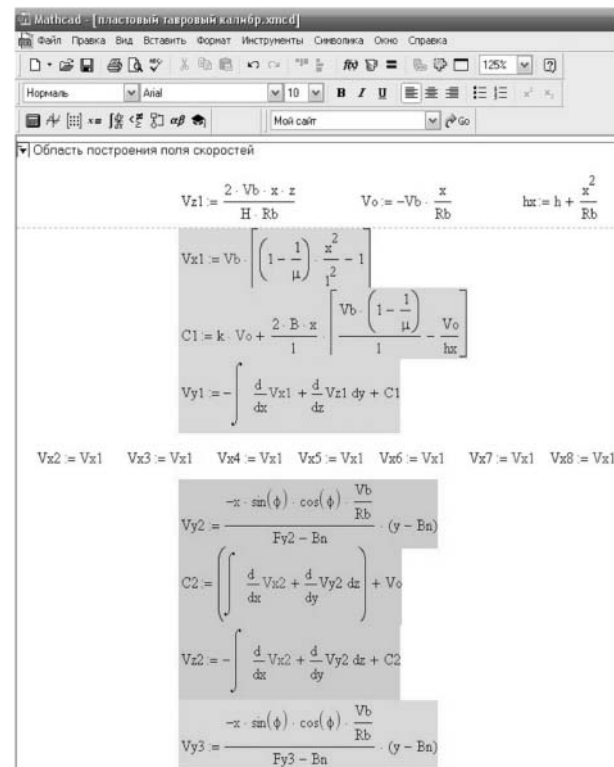 Mathcad - [пластовый тавровый калибр.xmcd]
Файл Правка Вид Вставить Формат Инструменты Символика Окно Справка
125%
Нормаль Arial 10 B I U
αβ Мой сайт Go
Область построения поля скоростей
Vz1 := (2 · Vb · x · z) / (H · Rb) Vo := −Vb · x / Rb hx := h + x^2 / Rb
Vx1 := Vb · [(1 − 1/μ) · x^2 / l^2 − 1]
C1 := k · Vo + (2 · B · x) / l · [(Vb · (1 − 1/μ)) / l − Vo / hx]
Vy1 := −∫ d/dx Vx1 + d/dz Vz1 dy + C1
Vx2 := Vx1 Vx3 := Vx1 Vx4 := Vx1 Vx5 := Vx1 Vx6 := Vx1 Vx7 := Vx1 Vx8 := Vx1
Vy2 := (−x · sin(ϕ) · cos(ϕ) · Vb / Rb) / (Fy2 − Bn) · (y − Bn)
C2 := (∫ d/dx Vx2 + d/dy Vy2 dz) + Vo
Vz2 := −∫ d/dx Vx2 + d/dy Vy2 dz + C2
Vy3 := (−x · sin(ϕ) · cos(ϕ) · Vb / Rb) / (Fy3 − Bn) · (y − Bn)